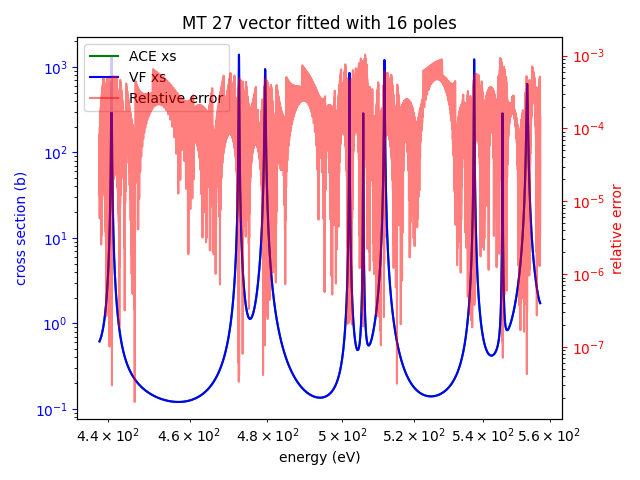 MT 27 vector fitted with 16 poles
ACE xs
VF xs
Relative error
10³
10²
10¹
10⁰
10⁻¹
cross section (b)
10⁻³
10⁻⁴
10⁻⁵
10⁻⁶
10⁻⁷
relative error
4.4 × 10² 4.6 × 10² 4.8 × 10² 5 × 10² 5.2 × 10² 5.4 × 10² 5.6 × 10²
energy (eV)